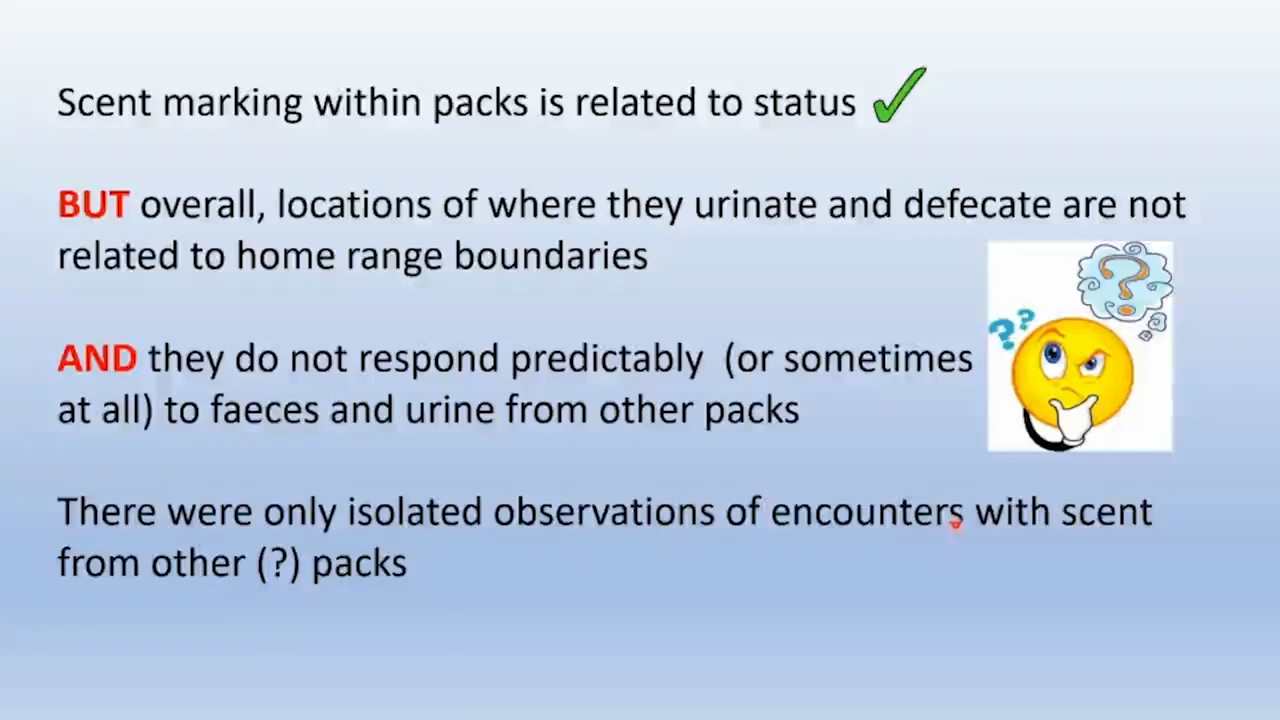 Scent marking within packs is related to status
BUT overall, locations of where they urinate and defecate are not
related to home range boundaries
AND they do not respond predictably (or sometimes
at all) to faeces and urine from other packs
There were only isolated observations of encounters with scent
from other (?) packs